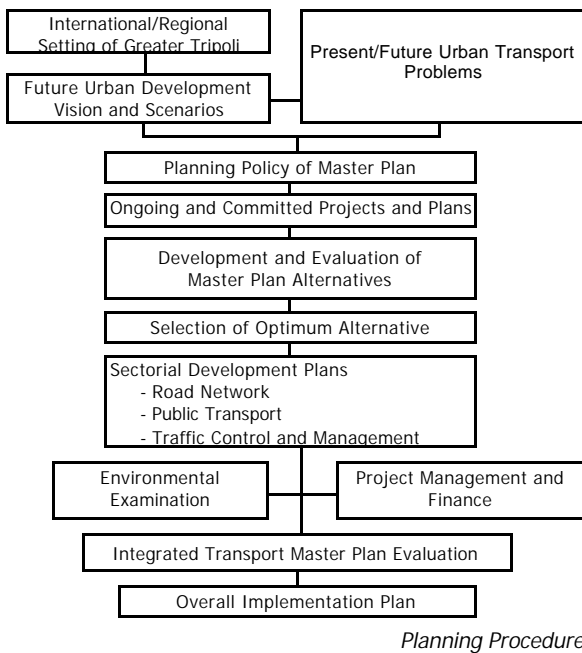 International/Regional
Setting of Greater Tripoli
Present/Future Urban Transport
Problems
Future Urban Development
Vision and Scenarios
Planning Policy of Master Plan
Ongoing and Committed Projects and Plans
Development and Evaluation of
Master Plan Alternatives
Selection of Optimum Alternative
Sectorial Development Plans
- Road Network
- Public Transport
- Traffic Control and Management
Environmental
Examination
Project Management and
Finance
Integrated Transport Master Plan Evaluation
Overall Implementation Plan
Planning Procedure